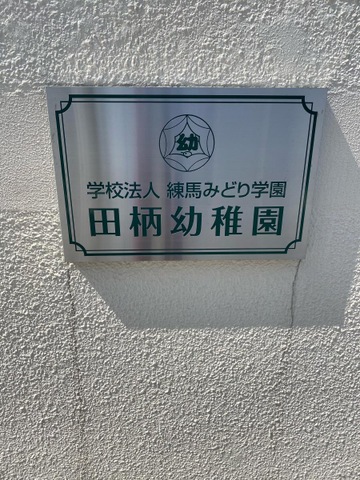 幼
学校法人 練馬みどり学園
田柄幼稚園